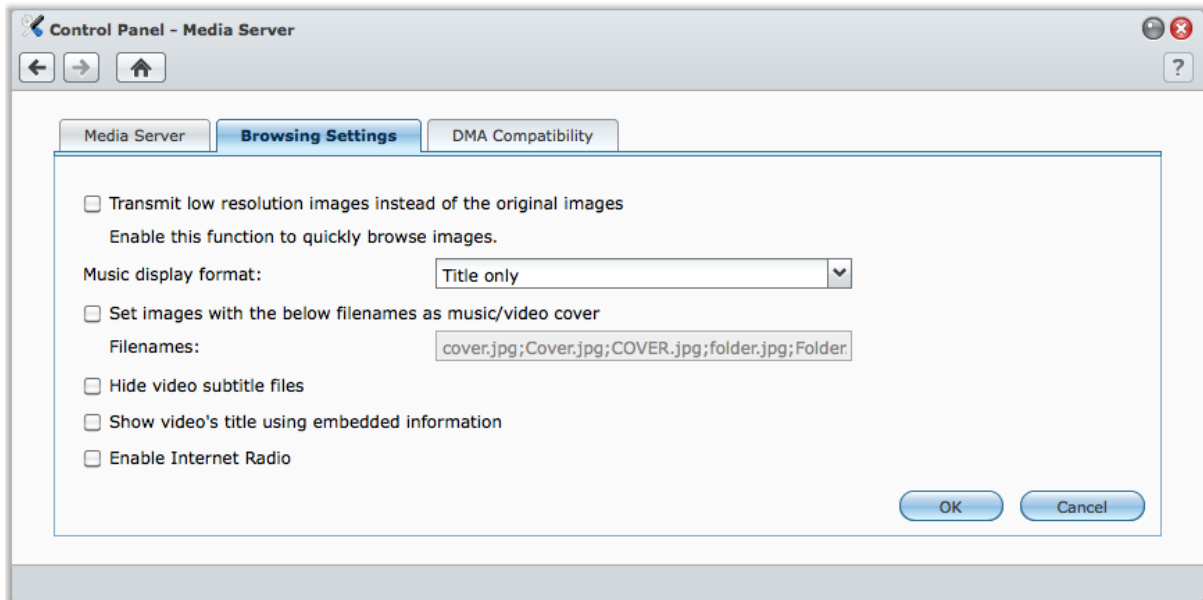 Control Panel - Media Server
?
Media Server Browsing Settings DMA Compatibility
Transmit low resolution images instead of the original images
Enable this function to quickly browse images.
Music display format: Title only
Set images with the below filenames as music/video cover
Filenames: cover.jpg;Cover.jpg;COVER.jpg;folder.jpg;Folder.
Hide video subtitle files
Show video's title using embedded information
Enable Internet Radio
OK Cancel